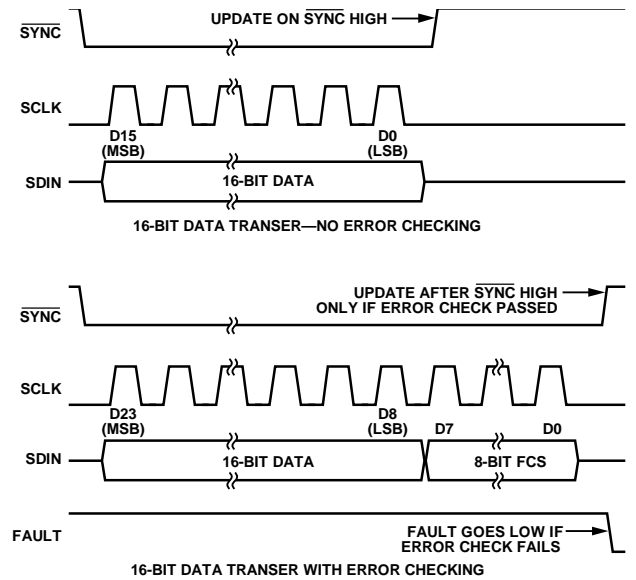 UPDATE ON SYNC HIGH
SYNC
SCLK
D15
(MSB)
D0
(LSB)
SDIN
16-BIT DATA
16-BIT DATA TRANSER—NO ERROR CHECKING
UPDATE AFTER SYNC HIGH
ONLY IF ERROR CHECK PASSED
SYNC
SCLK
D23
(MSB)
D8
(LSB)
D7
D0
SDIN
16-BIT DATA
8-BIT FCS
FAULT
FAULT GOES LOW IF
ERROR CHECK FAILS
16-BIT DATA TRANSER WITH ERROR CHECKING